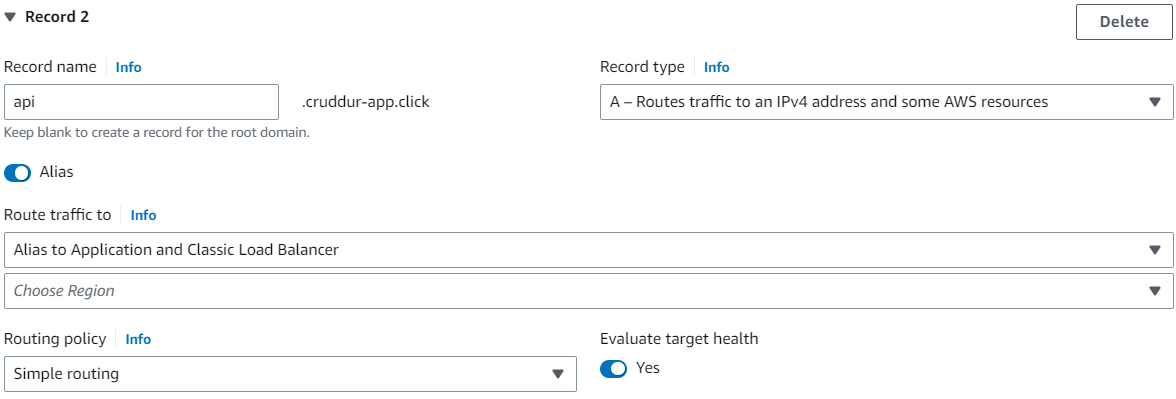 Record 2
Delete
Record name Info
Record type Info
api .cruddur-app.click
A – Routes traffic to an IPv4 address and some AWS resources
Keep blank to create a record for the root domain.
Alias
Route traffic to Info
Alias to Application and Classic Load Balancer
Choose Region
Routing policy Info
Evaluate target health
Simple routing
Yes